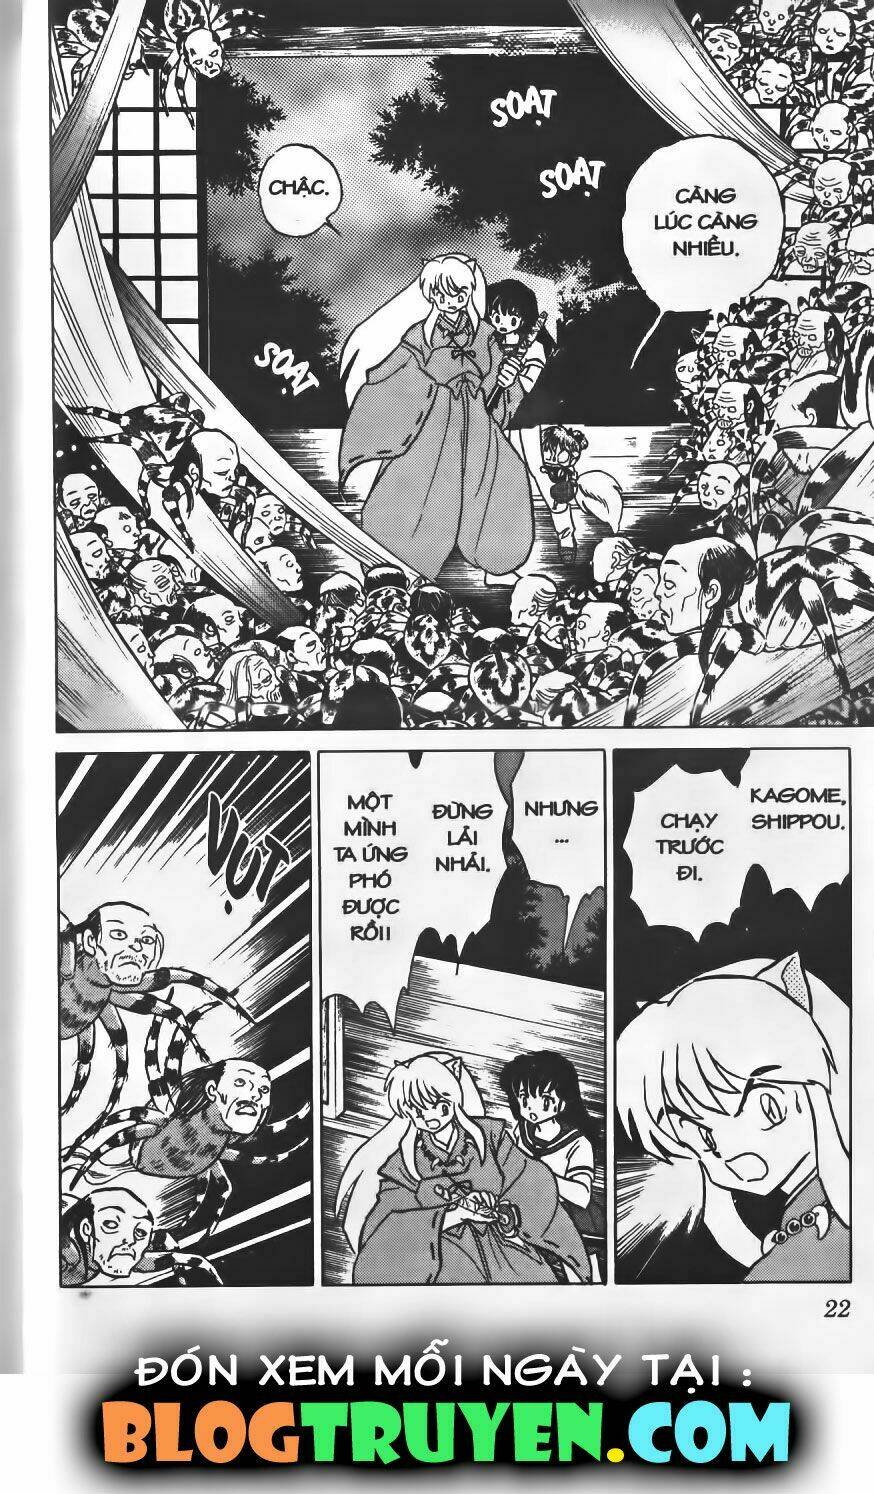 SOẠT
SOẠT
CÀNG
LÚC CÀNG
NHIỀU.
CHẬC.
SOẠT
KAGOME,
SHIPPOU.
CHẠY
TRƯỚC
ĐI.
NHƯNG
...
ĐỪNG
LẢI
NHẢI.
MỘT
MÌNH
TA ỨNG
PHÓ
ĐƯỢC
RỒI!
VỤT
22
ĐÓN XEM MỖI NGÀY TẠI :
BLOGTRUYEN.COM